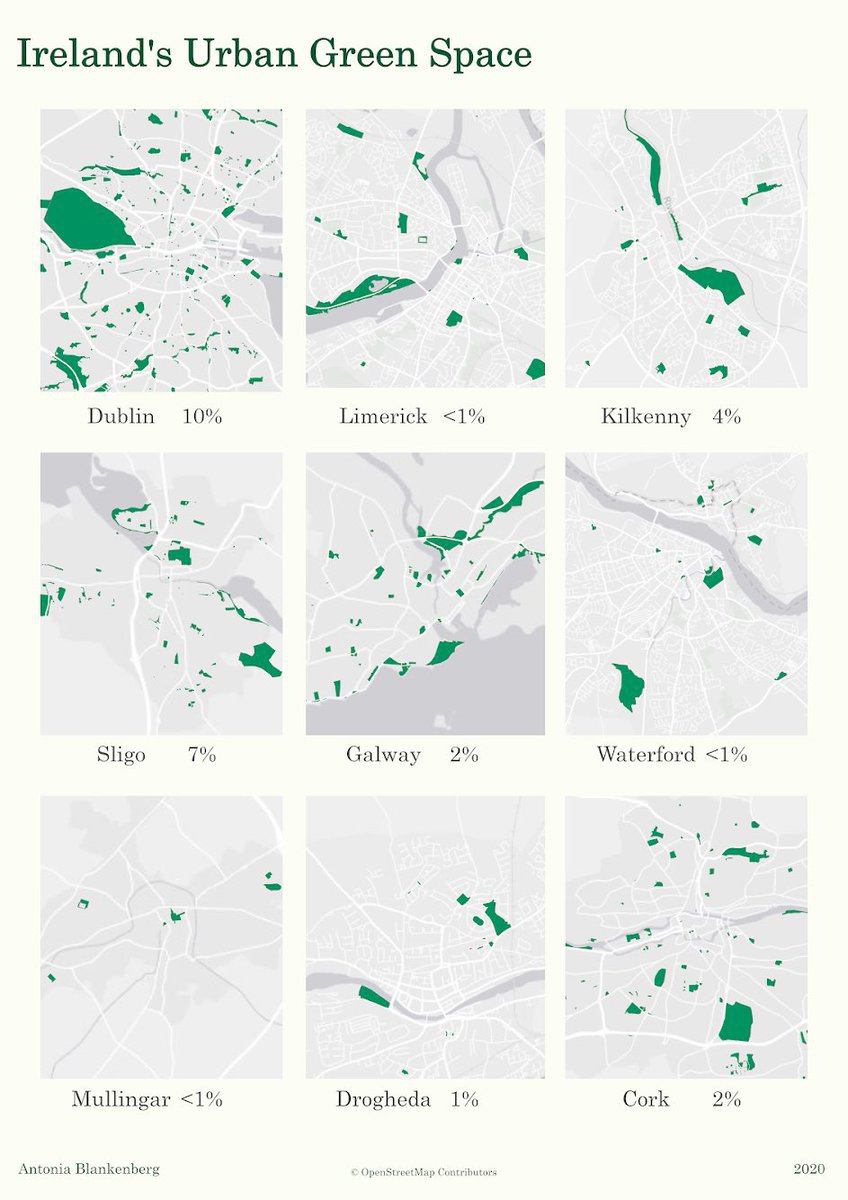 Ireland's Urban Green Space
Dublin 10%
Limerick <1%
Kilkenny 4%
Sligo 7%
Galway 2%
Waterford <1%
Mullingar <1%
Drogheda 1%
Cork 2%
Antonia Blankenberg
© OpenStreetMap Contributors
2020